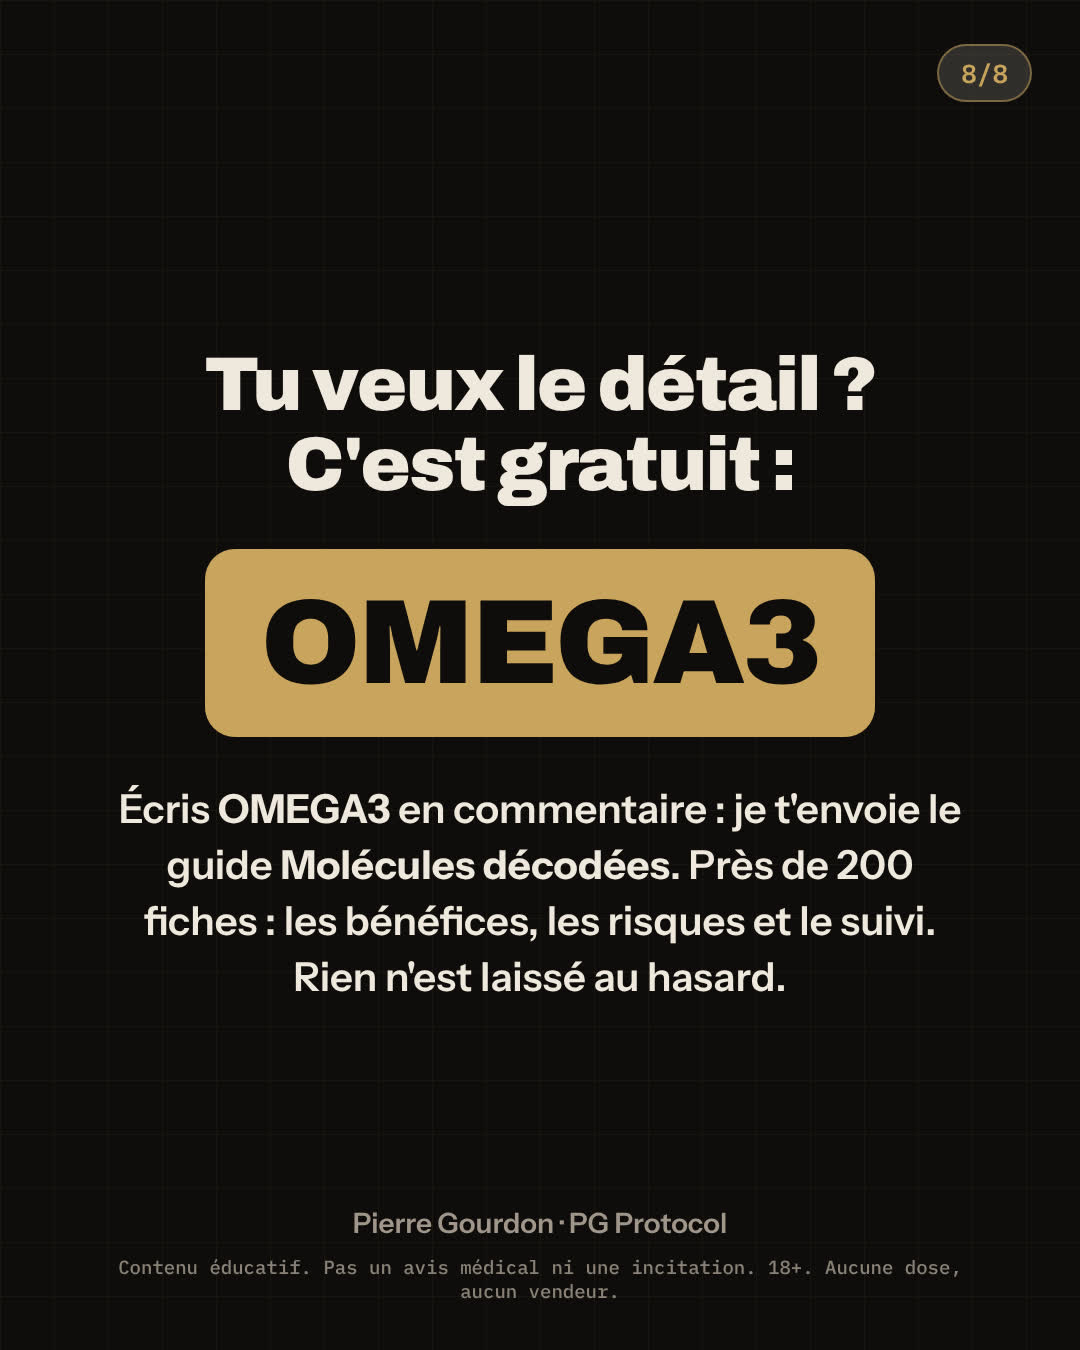 8/8
Tu veux le détail ?
C'est gratuit :
OMEGA3
Écris OMEGA3 en commentaire : je t'envoie le
guide Molécules décodées. Près de 200
fiches : les bénéfices, les risques et le suivi.
Rien n'est laissé au hasard.
Pierre Gourdon · PG Protocol
Contenu éducatif. Pas un avis médical ni une incitation. 18+. Aucune dose,
aucun vendeur.